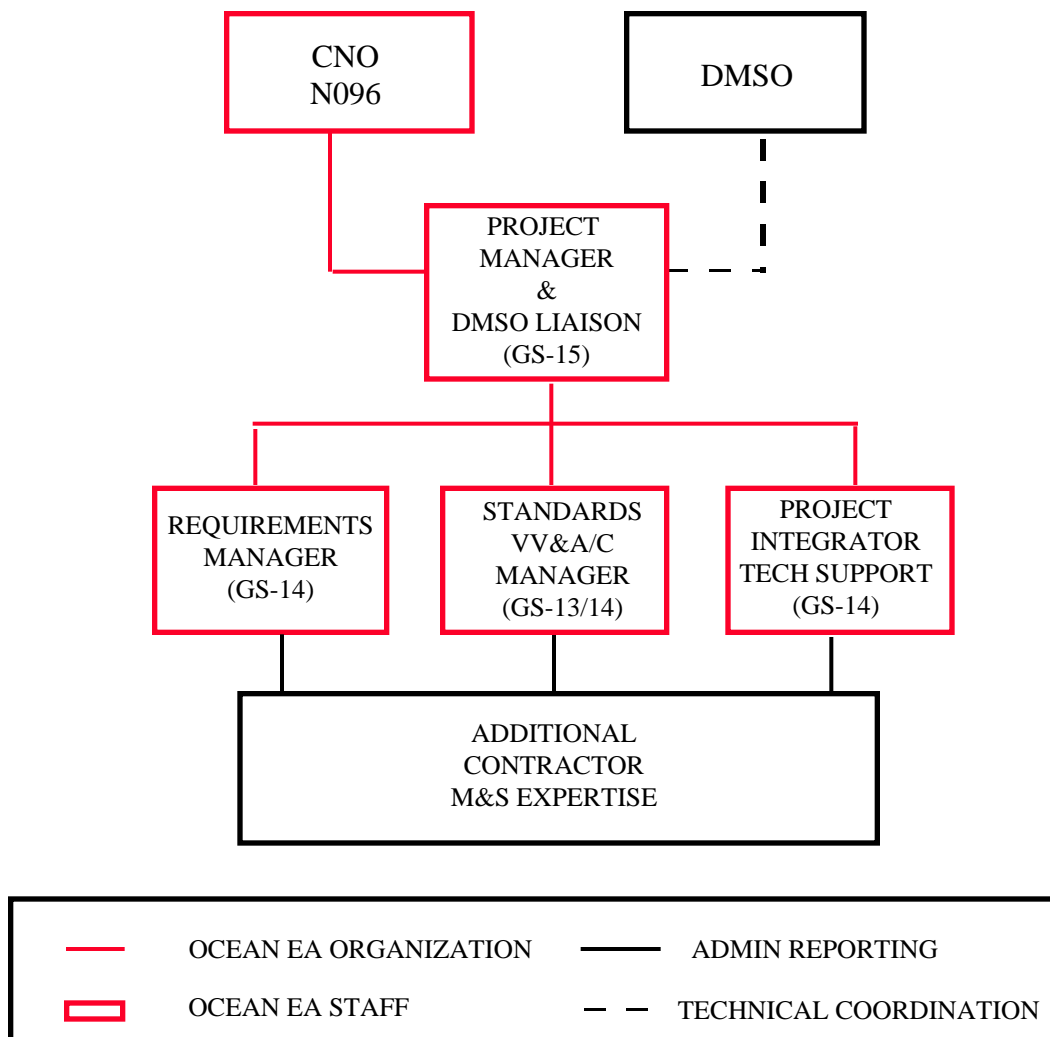 CNO
N096
DMSO
PROJECT
MANAGER
&
DMSO LIAISON
(GS-15)
REQUIREMENTS
MANAGER
(GS-14)
STANDARDS
VV&A/C
MANAGER
(GS-13/14)
PROJECT
INTEGRATOR
TECH SUPPORT
(GS-14)
ADDITIONAL
CONTRACTOR
M&S EXPERTISE
OCEAN EA ORGANIZATION
ADMIN REPORTING
OCEAN EA STAFF
TECHNICAL COORDINATION